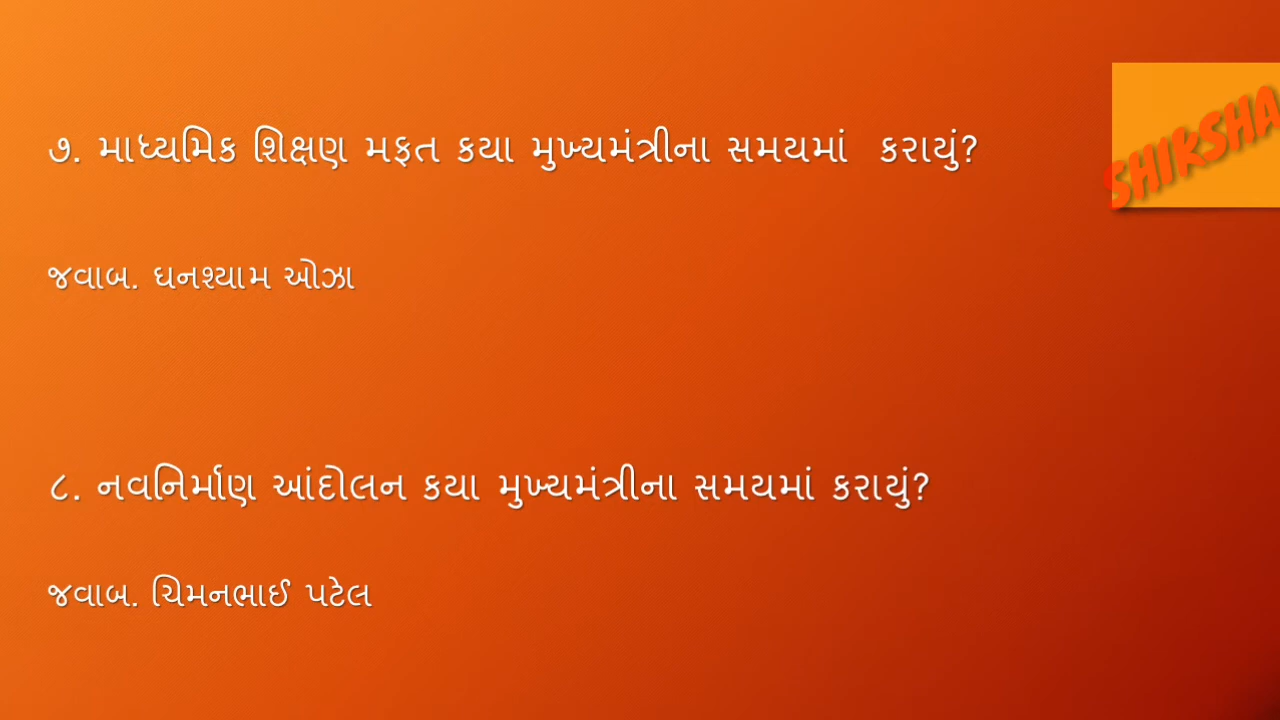 ૭. માધ્યમિક શિક્ષણ મફત કયા મુખ્યમંત્રીના સમયમાં કરાયું?
SHIKSHA
જવાબ. ઘનશ્યામ ઓઝા
૮. નવનિર્માણ આંદોલન કયા મુખ્યમંત્રીના સમયમાં કરાયું?
જવાબ. ચિમનભાઈ પટેલ